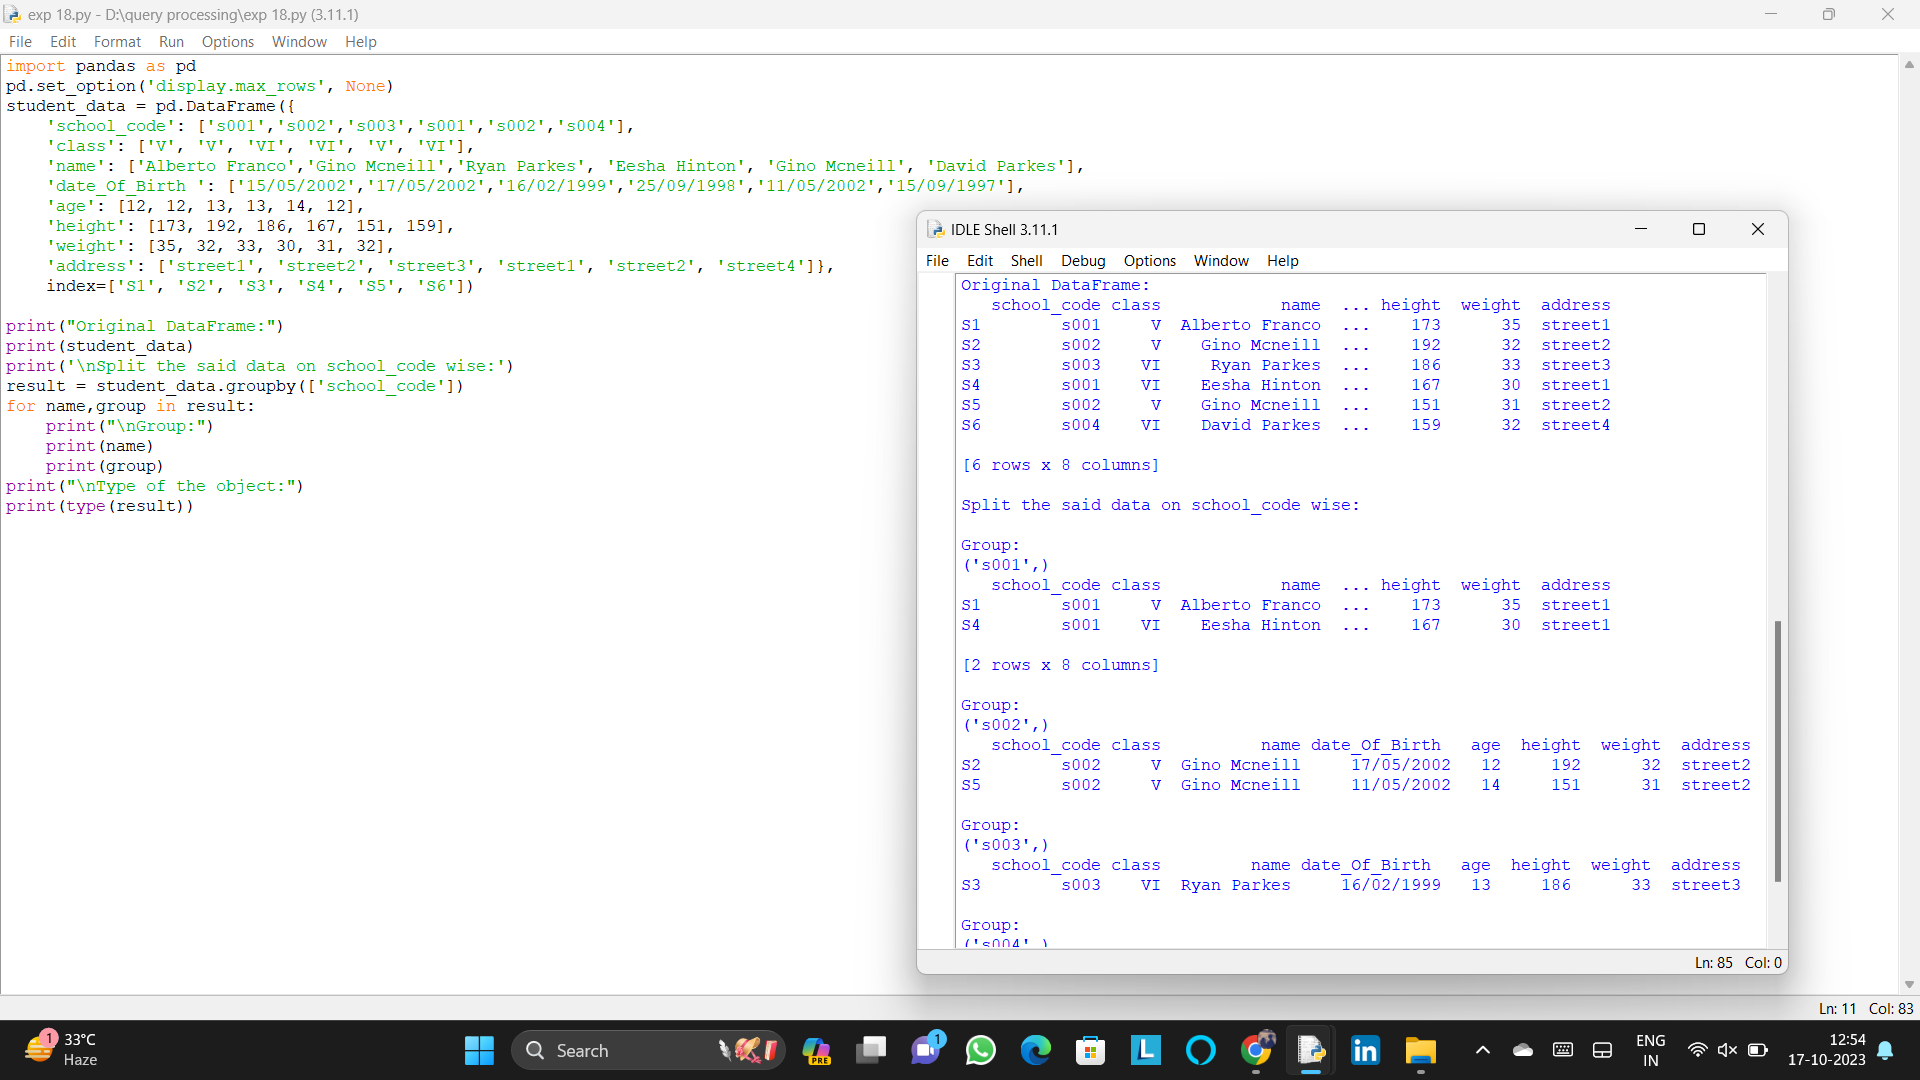 exp 18.py - D:\query processing\exp 18.py (3.11.1)
File Edit Format Run Options Window Help
import pandas as pd
pd.set_option('display.max_rows', None)
student_data = pd.DataFrame({
    'school_code': ['s001','s002','s003','s001','s002','s004'],
    'class': ['V', 'V', 'VI', 'VI', 'V', 'VI'],
    'name': ['Alberto Franco','Gino Mcneill','Ryan Parkes', 'Eesha Hinton', 'Gino Mcneill', 'David Parkes'],
    'date_Of_Birth ': ['15/05/2002','17/05/2002','16/02/1999','25/09/1998','11/05/2002','15/09/1997'],
    'age': [12, 12, 13, 13, 14, 12],
    'height': [173, 192, 186, 167, 151, 159],
    'weight': [35, 32, 33, 30, 31, 32],
    'address': ['street1', 'street2', 'street3', 'street1', 'street2', 'street4']},
    index=['S1', 'S2', 'S3', 'S4', 'S5', 'S6'])
print("Original DataFrame:")
print(student_data)
print('\nSplit the said data on school_code wise:')
result = student_data.groupby(['school_code'])
for name,group in result:
    print("\nGroup:")
    print(name)
    print(group)
print("\nType of the object:")
print(type(result))
IDLE Shell 3.11.1
File Edit Shell Debug Options Window Help
Original DataFrame:
   school_code class            name  ... height  weight  address
S1        s001     V  Alberto Franco  ...    173      35  street1
S2        s002     V    Gino Mcneill  ...    192      32  street2
S3        s003    VI     Ryan Parkes  ...    186      33  street3
S4        s001    VI    Eesha Hinton  ...    167      30  street1
S5        s002     V    Gino Mcneill  ...    151      31  street2
S6        s004    VI    David Parkes  ...    159      32  street4
[6 rows x 8 columns]
Split the said data on school_code wise:
Group:
('s001',)
   school_code class            name  ... height  weight  address
S1        s001     V  Alberto Franco  ...    173      35  street1
S4        s001    VI    Eesha Hinton  ...    167      30  street1
[2 rows x 8 columns]
Group:
('s002',)
   school_code class          name date_Of_Birth   age  height  weight  address
S2        s002     V  Gino Mcneill     17/05/2002   12     192      32  street2
S5        s002     V  Gino Mcneill     11/05/2002   14     151      31  street2
Group:
('s003',)
   school_code class         name date_Of_Birth   age  height  weight  address
S3        s003    VI  Ryan Parkes     16/02/1999   13     186      33  street3
Group:
('s004',)
Ln: 85 Col: 0
Ln: 11 Col: 83
1
33°C
Haze
Search
PRE
1
L
in
ENG
IN
12:54
17-10-2023